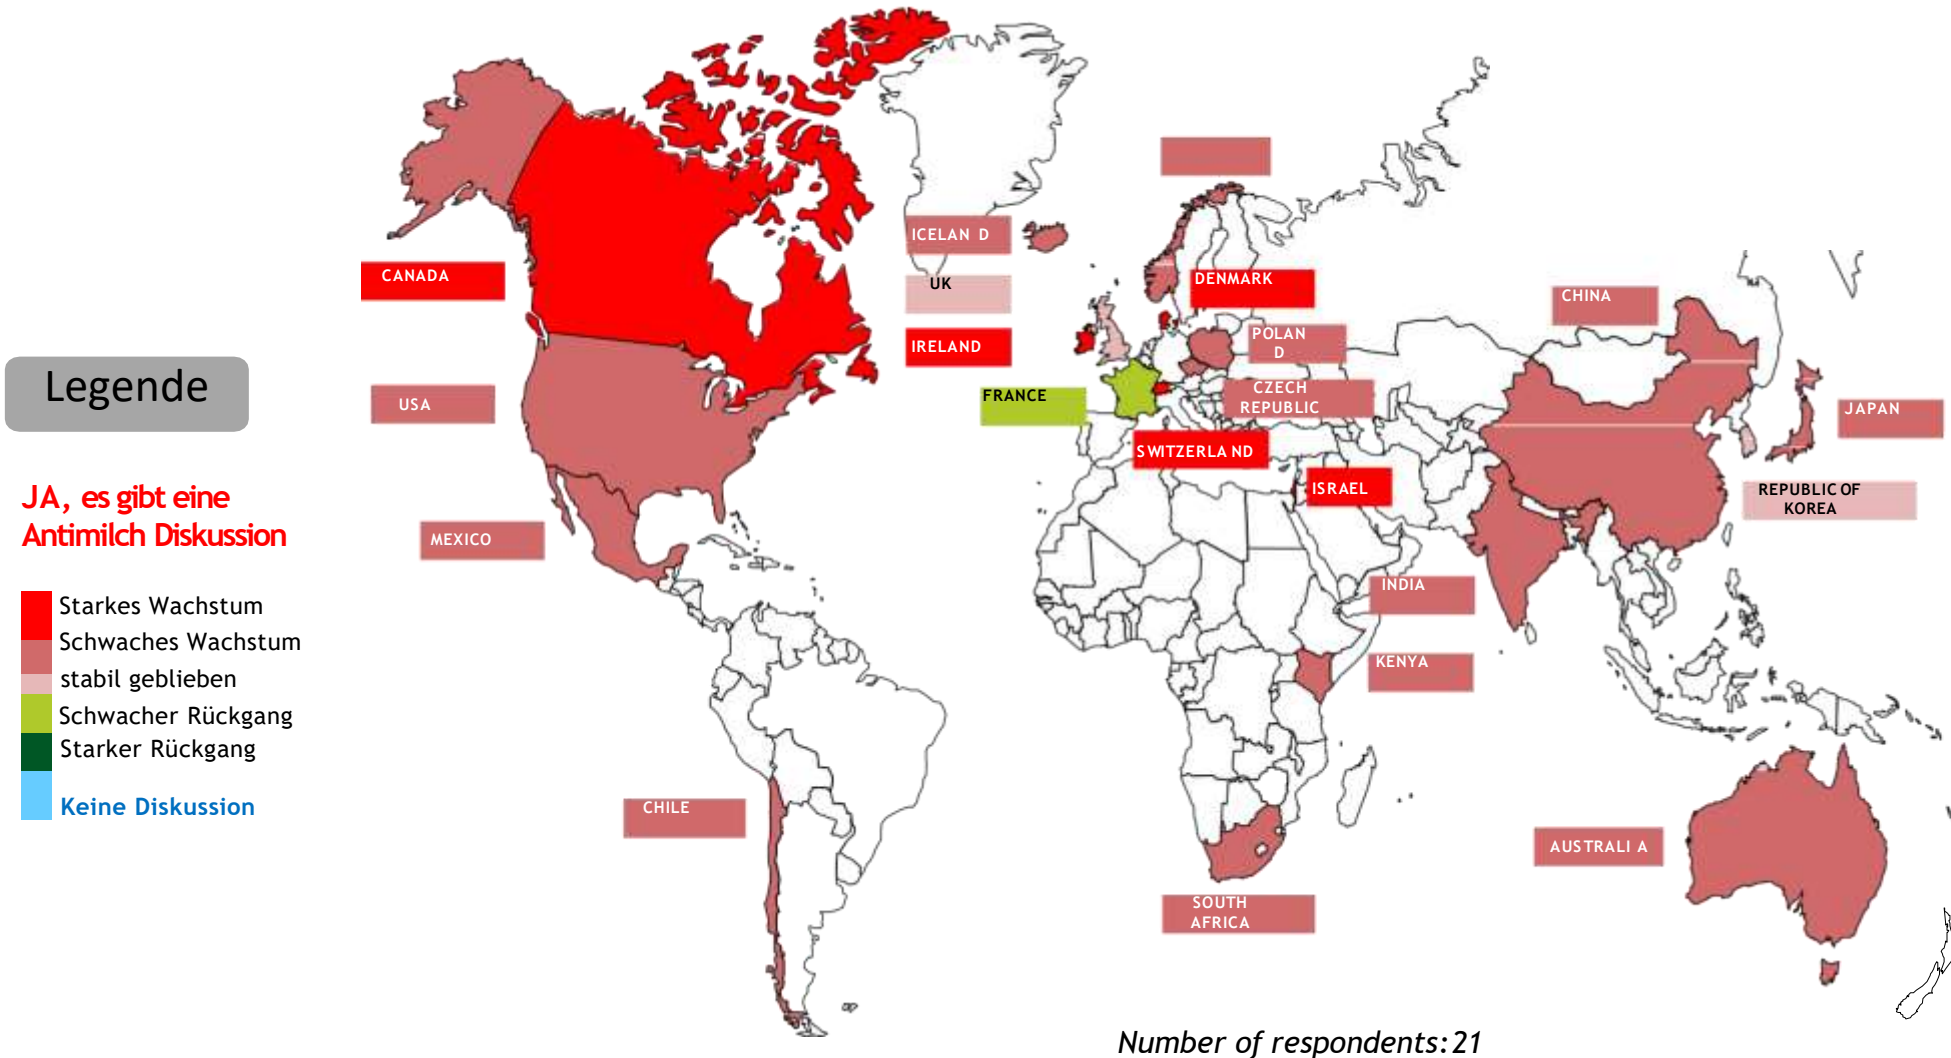 ICELAN D
CANADA
UK
IRELAND
DENMARK
CHINA
POLAN
D
Legende
USA
FRANCE
CZECH
REPUBLIC
JAPAN
SWITZERLA ND
ISRAEL
REPUBLIC OF
KOREA
JA, es gibt eine
Antimilch Diskussion
MEXICO
INDIA
Starkes Wachstum
Schwaches Wachstum
stabil geblieben
Schwacher Rückgang
Starker Rückgang
Keine Diskussion
KENYA
CHILE
AUSTRALI A
SOUTH
AFRICA
Number of respondents:21